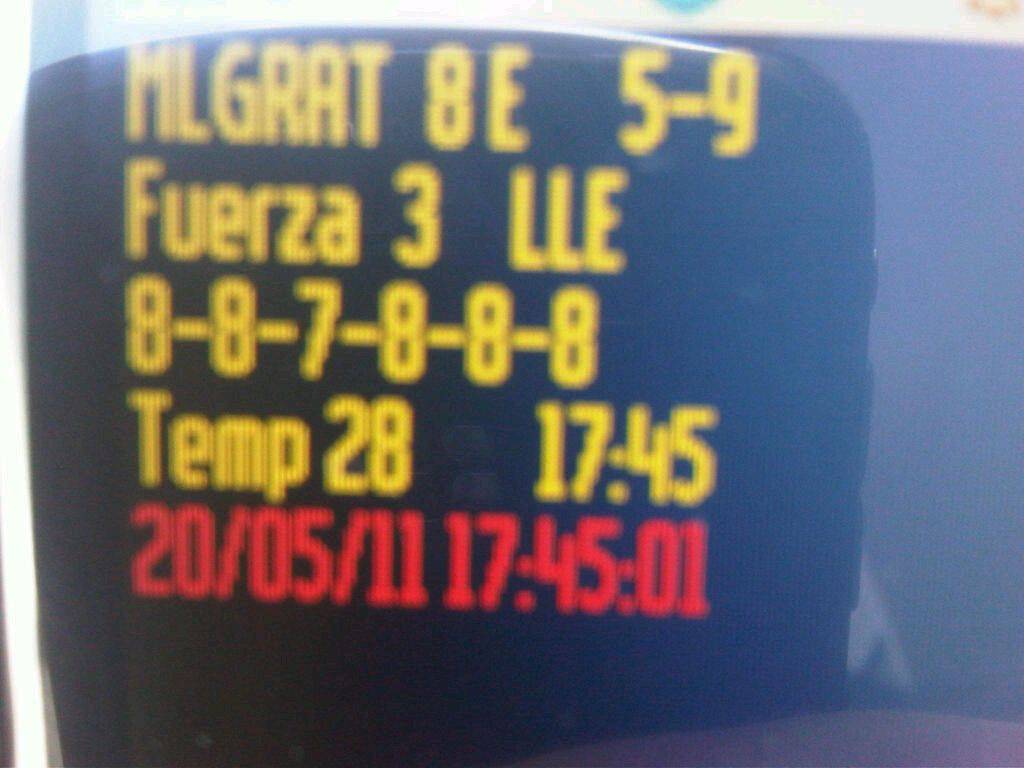 MLGRAT 8 E 5-9
Fuerza 3 LLE
8-8-7-8-8-8
Temp 28 17:45
20/05/11 17:45:01